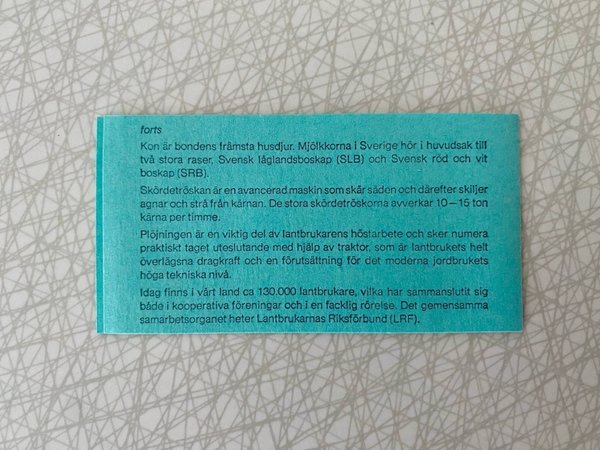 forts
Kon är bondens främsta husdjur. Mjölkkorna i Sverige hör i huvudsak till
två stora raser, Svensk låglandsboskap (SLB) och Svensk röd och vit
boskap (SRB).
Skördetröskan är en avancerad maskin som skär säden och därefter skiljer
agnar och strå från kärnan. De stora skördetröskorna avverkar 10—15 ton
kärna per timme.
Plöjningen är en viktig del av lantbrukarens höstarbete och sker numera
praktiskt taget uteslutande med hjälp av traktor, som är lantbrukets helt
överlägsna dragkraft och en förutsättning för det moderna jordbrukets
höga tekniska nivå.
Idag finns i vårt land ca 130.000 lantbrukare, vilka har sammanslutit sig
både i kooperativa föreningar och i en facklig rörelse. Det gemensamma
samarbetsorganet heter Lantbrukarnas Riksförbund (LRF).